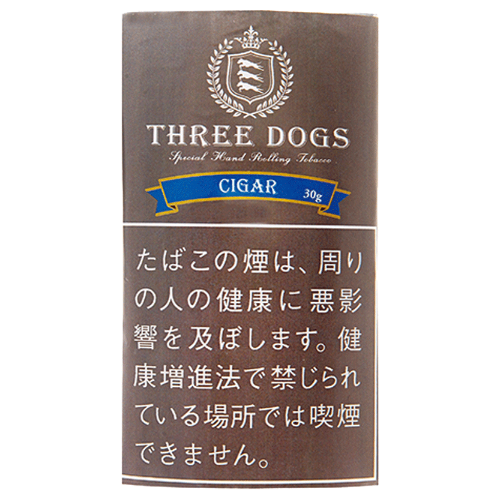 THREE DOGS
Special Hand Rolling Tobacco
CIGAR
30g
たばこの煙は、周り
の人の健康に悪影
響を及ぼします。健
康増進法で禁じられ
ている場所では喫煙
できません。